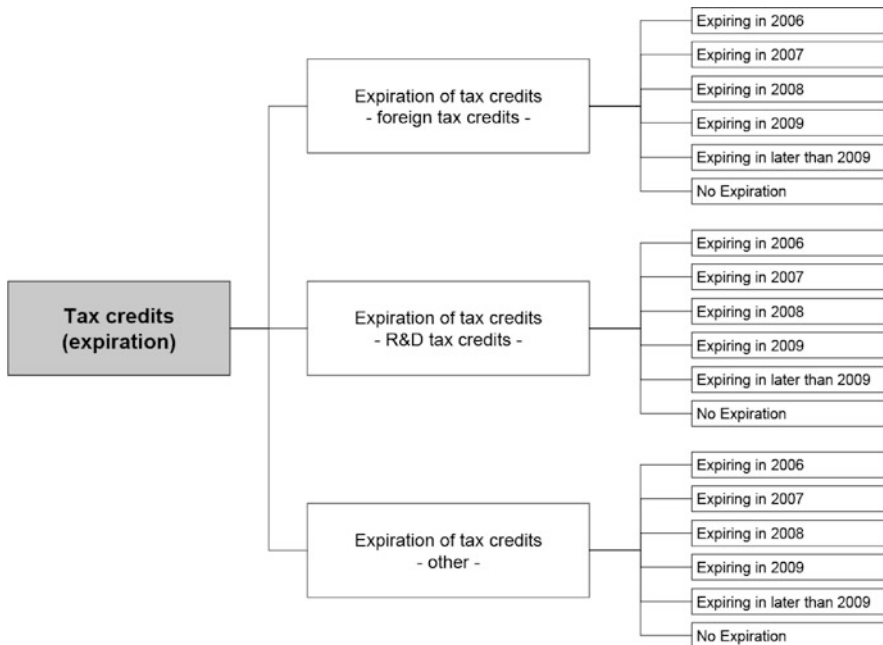 Tax credits
(expiration)
Expiration of tax credits
- foreign tax credits -
Expiring in 2006
Expiring in 2007
Expiring in 2008
Expiring in 2009
Expiring in later than 2009
No Expiration
Expiration of tax credits
- R&D tax credits -
Expiring in 2006
Expiring in 2007
Expiring in 2008
Expiring in 2009
Expiring in later than 2009
No Expiration
Expiration of tax credits
- other -
Expiring in 2006
Expiring in 2007
Expiring in 2008
Expiring in 2009
Expiring in later than 2009
No Expiration